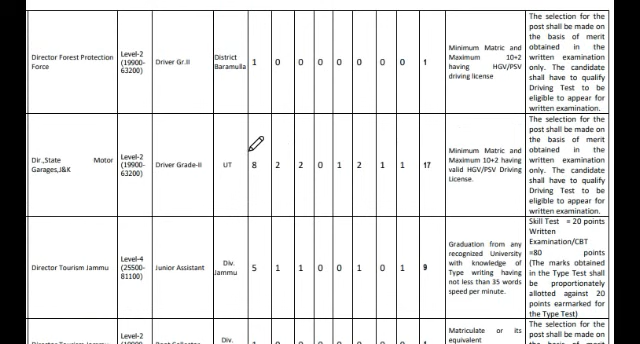 Director Forest Protection Force
Level-2 (19900-63200)
Driver Gr.II
District Baramulla
1 0 0 0 0 0 0 0 1
Minimum Matric and Maximum 10+2 having HGV/PSV driving license
The selection for the post shall be made on the basis of merit obtained in the written examination only. The candidate shall have to qualify Driving Test to be eligible to appear for written examination.
Dir.,State Motor Garages,J&K
Level-2 (19900-63200)
Driver Grade-II
UT
8 2 2 0 1 2 1 1 17
Minimum Matric and Maximum 10+2 having valid HGV/PSV Driving License.
The selection for the post shall be made on the basis of merit obtained in the written examination only. The candidate shall have to qualify Driving Test to be eligible to appear for written examination.
Director Tourism Jammu
Level-4 (25500-81100)
Junior Assistant
Div. Jammu
5 1 1 0 0 1 0 1 9
Graduation from any recognized University with knowledge of Type writing having not less than 35 words speed per minute.
Skill Test = 20 points Written Examination/CBT =80 points (The marks obtained in the Type Test shall be proportionally allotted against 20 points earmarked for the Type Test)
Level-2
Div.
Matriculate or its equivalent
The selection for the post shall be made on